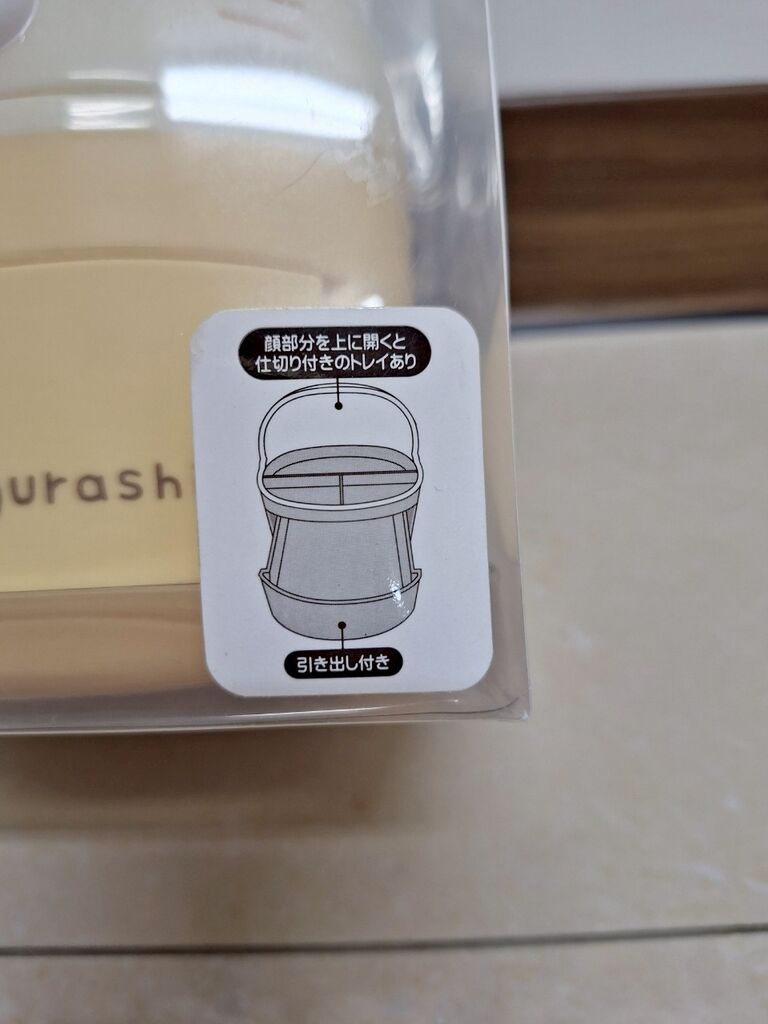 顔部分を上に開くと
仕切り付きのトレイあり
urashi
引き出し付き